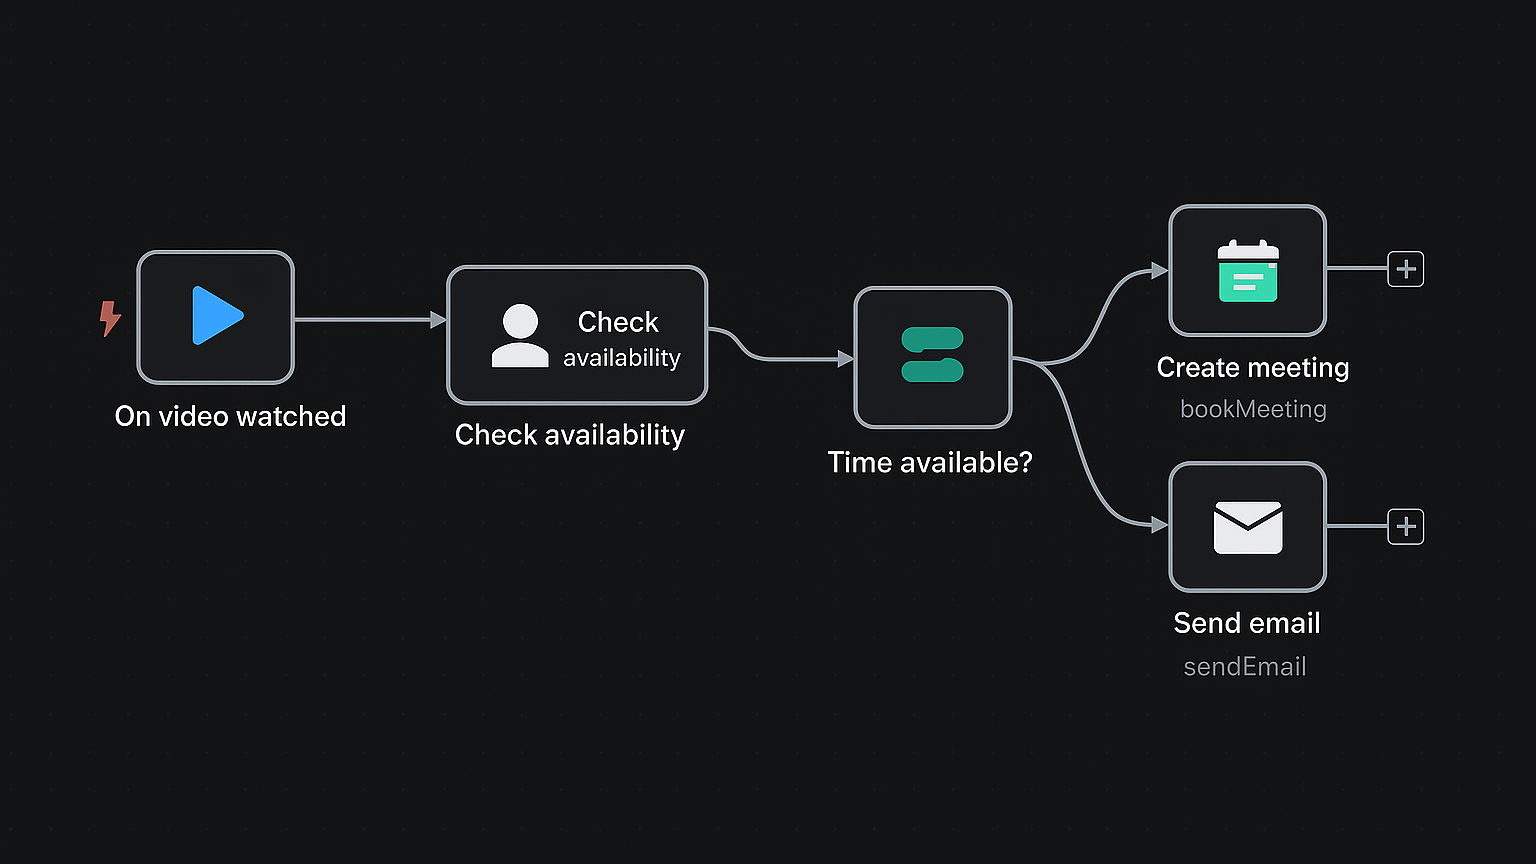 On video watched
Check
availability
Check availability
Time available?
Create meeting
bookMeeting
Send email
sendEmail